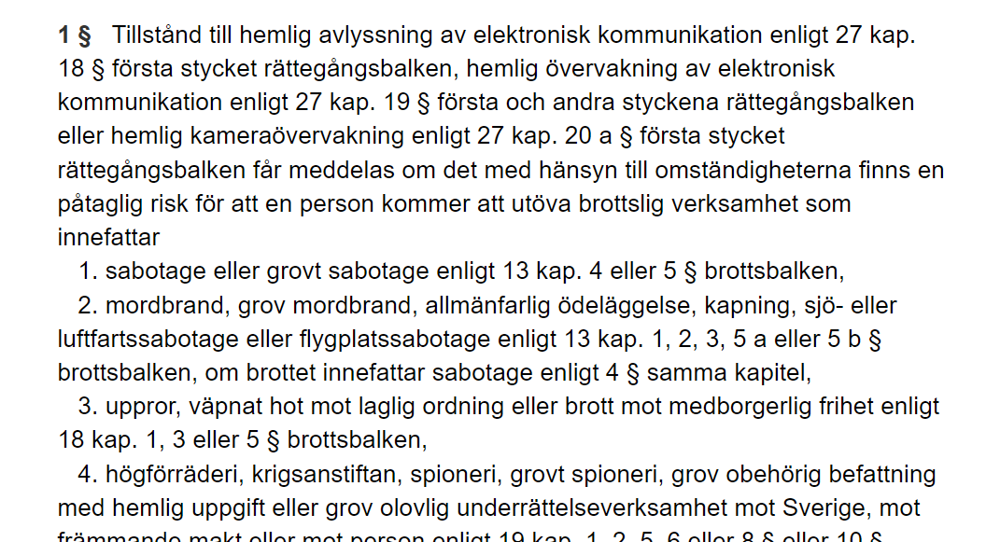 1 § Tillstånd till hemlig avlyssning av elektronisk kommunikation enligt 27 kap.
18 § första stycket rättegångsbalken, hemlig övervakning av elektronisk
kommunikation enligt 27 kap. 19 § första och andra styckena rättegångsbalken
eller hemlig kameraövervakning enligt 27 kap. 20 a § första stycket
rättegångsbalken får meddelas om det med hänsyn till omständigheterna finns en
påtaglig risk för att en person kommer att utöva brottslig verksamhet som
innefattar
1. sabotage eller grovt sabotage enligt 13 kap. 4 eller 5 § brottsbalken,
2. mordbrand, grov mordbrand, allmänfarlig ödeläggelse, kapning, sjö- eller
luftfartssabotage eller flygplatssabotage enligt 13 kap. 1, 2, 3, 5 a eller 5 b §
brottsbalken, om brottet innefattar sabotage enligt 4 § samma kapitel,
3. uppror, väpnat hot mot laglig ordning eller brott mot medborgerlig frihet enligt
18 kap. 1, 3 eller 5 § brottsbalken,
4. högförräderi, krigsanstiftan, spioneri, grovt spioneri, grov obehörig befattning
med hemlig uppgift eller grov olovlig underrättelseverksamhet mot Sverige, mot
främmande makt eller mot person enligt 19 kap. 1, 2, 5, 6 eller 8 § eller 10 §